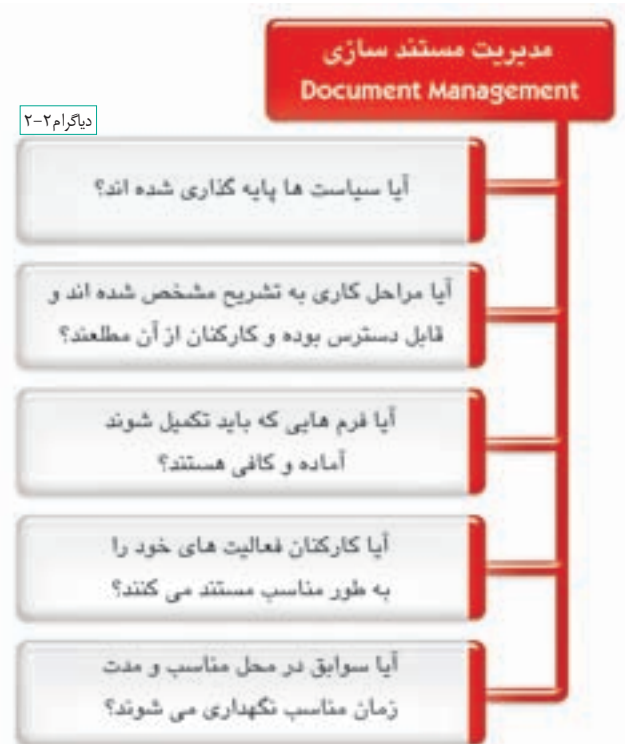 مدیریت مستند سازی
Document Management
دیاگرام ۲-۲
آیا سیاست ها پایه گذاری شده اند؟
آیا مراحل کاری به تشریح مشخص شده اند و
قابل دسترس بوده و کارکنان از آن مطلعند؟
آیا فرم هایی که باید تکمیل شوند
آماده و کافی هستند؟
آیا کارکنان فعالیت های خود را
به طور مناسب مستند می کنند؟
آیا سوابق در محل مناسب و مدت
زمان مناسب نگهداری می شوند؟